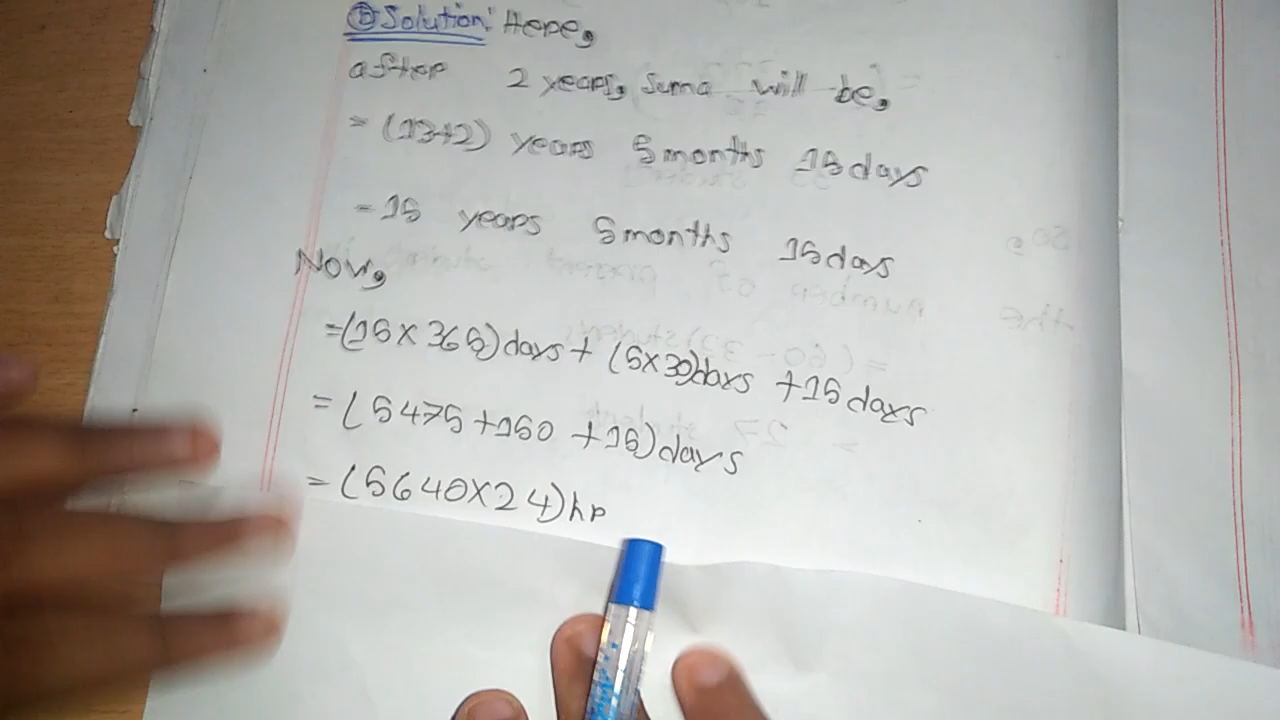 ⓑ Solution: Here,
after 2 years, Suma will be,
= (13+2) years 5 months 15 days
= 15 years 5 months 15 days
Now,
= (15 × 365) days + (5×30) days + 15 days
= (5475 + 150 + 15) days
= (5640 × 24) hr